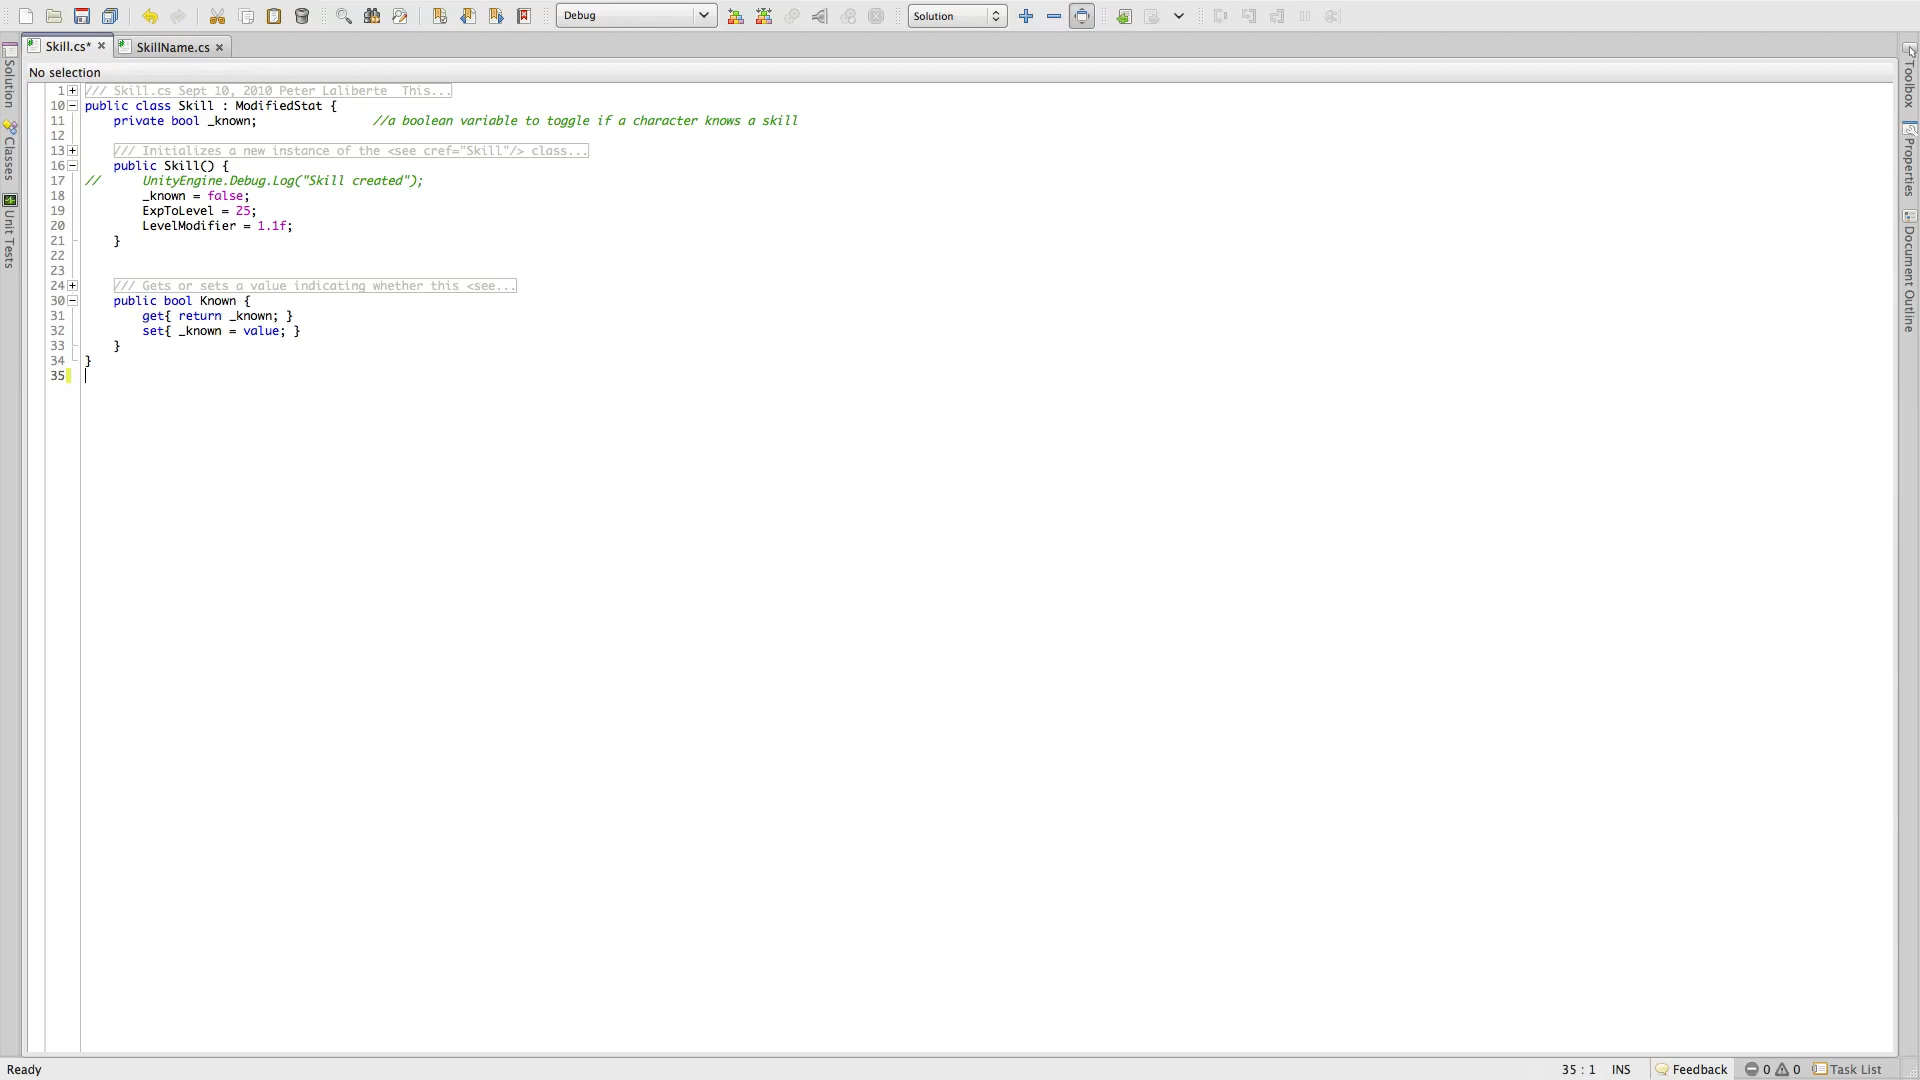 Debug
Solution
Skill.cs*
SkillName.cs
No selection
Solution
Classes
Unit Tests
Toolbox
Properties
Document Outline
1 /// Skill.cs Sept 10, 2010 Peter Laliberte  This...
10 public class Skill : ModifiedStat {
11 private bool _known; //a boolean variable to toggle if a character knows a skill
12
13 /// Initializes a new instance of the <see cref="Skill"/> class...
16 public Skill() {
17 // UnityEngine.Debug.Log("Skill created");
18 _known = false;
19 ExpToLevel = 25;
20 LevelModifier = 1.1f;
21 }
22
23
24 /// Gets or sets a value indicating whether this <see...
30 public bool Known {
31 get{ return _known; }
32 set{ _known = value; }
33 }
34 }
35
Ready
35 : 1 INS Feedback 0 0 Task List